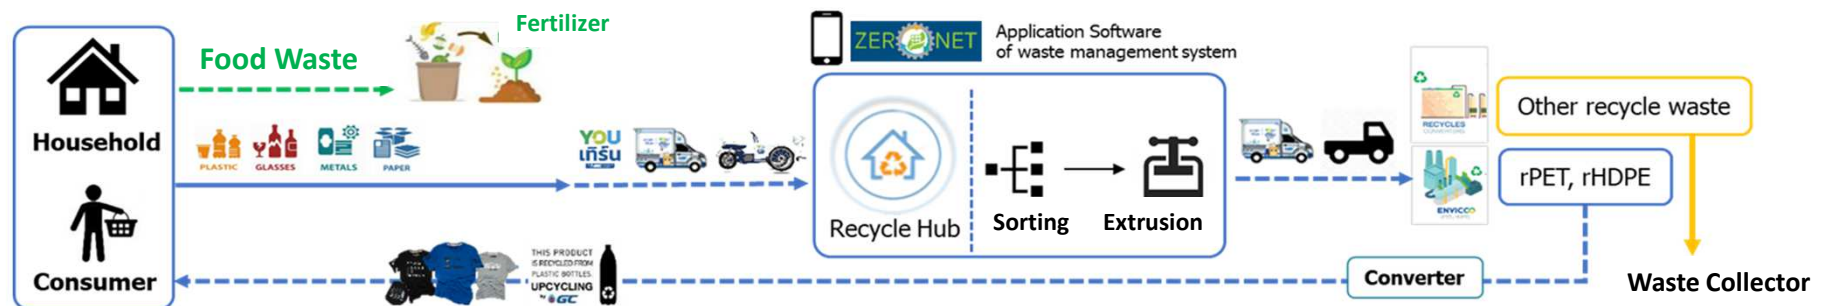 Household
Consumer
Food Waste
Fertilizer
PLASTIC
GLASSES
METALS
PAPER
YOU
เทิร์น
ZERO NET
Application Software
of waste management system
Recycle Hub
Sorting
Extrusion
RECYCLES
ENVICCO
Other recycle waste
rPET, rHDPE
Waste Collector
Converter
THIS PRODUCT
IS RECYCLED FROM
PLASTIC BOTTLES.
UPCYCLING
by GC